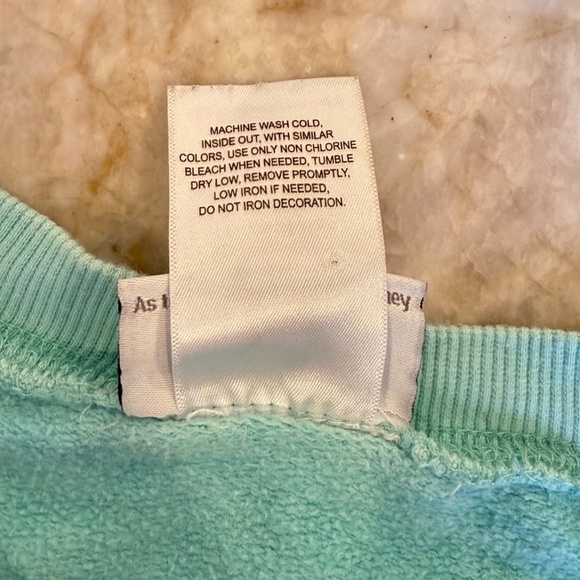 MACHINE WASH COLD,
INSIDE OUT, WITH SIMILAR
COLORS, USE ONLY NON CHLORINE
BLEACH WHEN NEEDED, TUMBLE
DRY LOW, REMOVE PROMPTLY,
LOW IRON IF NEEDED,
DO NOT IRON DECORATION.
As